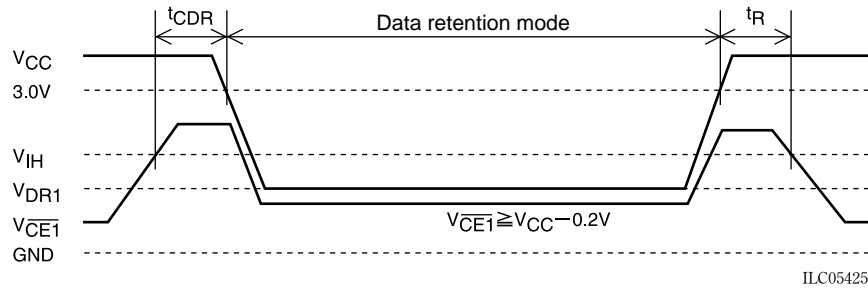 tCDR
Data retention mode
tR
VCC
3.0V
VIH
VDR1
VCE1
GND
VCE1≧VCC−0.2V
ILC05425